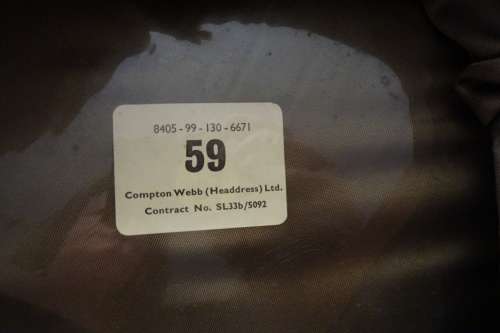 8405-99-130-6671
59
Compton Webb (Headdress) Ltd.
Contract No. SL33b/5092